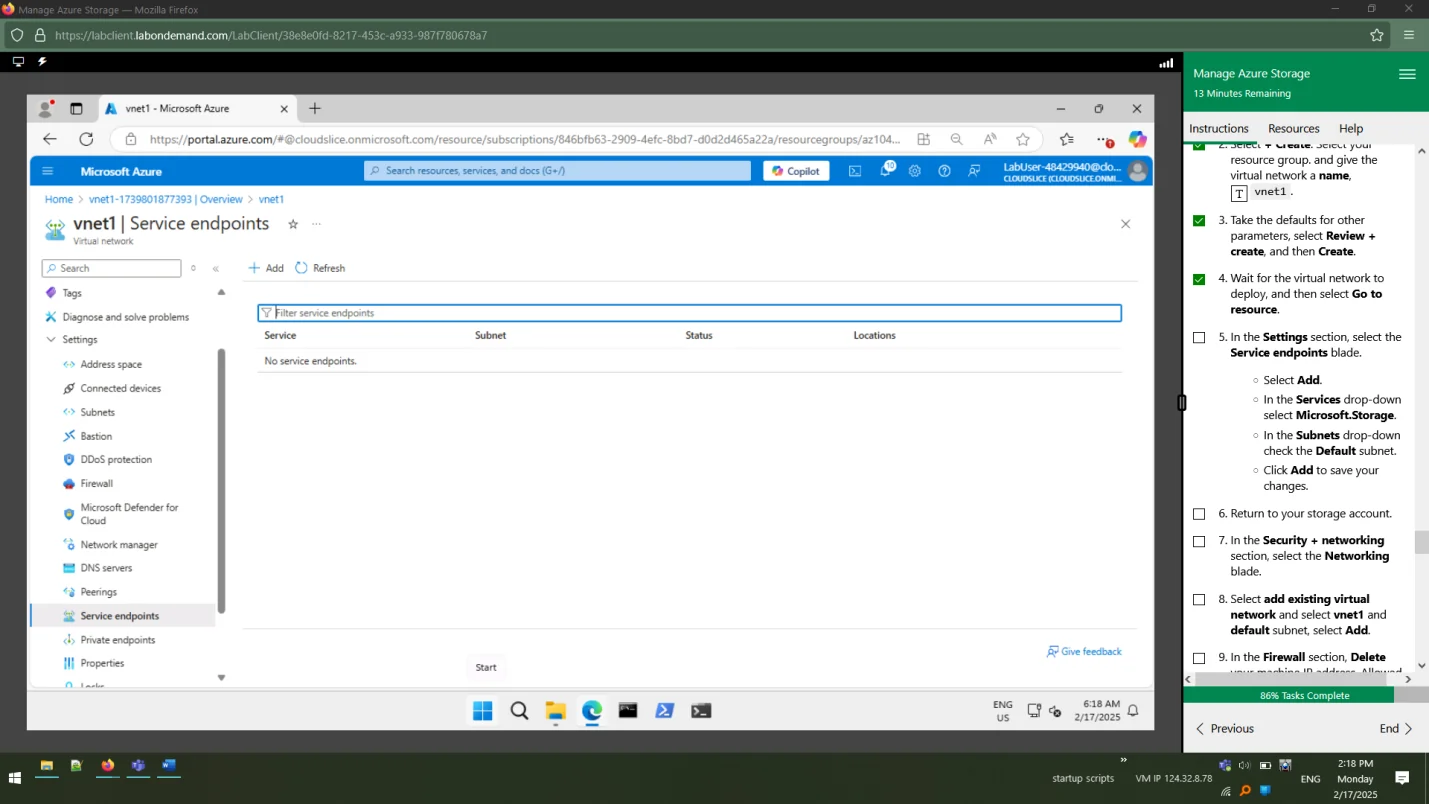 Manage Azure Storage — Mozilla Firefox
https://labclient.labondemand.com/LabClient/38e8e0fd-8217-453c-a933-987f780678a7
vnet1 - Microsoft Azure
https://portal.azure.com/#@cloudslice.onmicrosoft.com/resource/subscriptions/846bfb63-2909-4efc-8bd7-d0d2d465a22a/resourcegroups/az104...
Microsoft Azure
Search resources, services, and docs (G+/)
Copilot
10
LabUser-48429940@clo...
CLOUDSLICE (CLOUDSLICE.ONMI...
Home > vnet1-1739801877393 | Overview > vnet1
vnet1 | Service endpoints
Virtual network
Search
Add
Refresh
Tags
Diagnose and solve problems
Settings
Address space
Connected devices
Subnets
Bastion
DDoS protection
Firewall
Microsoft Defender for
Cloud
Network manager
DNS servers
Peerings
Service endpoints
Private endpoints
Properties
Locks
Filter service endpoints
Service Subnet Status Locations
No service endpoints.
Give feedback
Start
ENG
US
6:18 AM
2/17/2025
Manage Azure Storage
13 Minutes Remaining
Instructions Resources Help
2. Select + Create. Select your
resource group. and give the
virtual network a name,
T vnet1 .
3. Take the defaults for other
parameters, select Review +
create, and then Create.
4. Wait for the virtual network to
deploy, and then select Go to
resource.
5. In the Settings section, select the
Service endpoints blade.
Select Add.
In the Services drop-down
select Microsoft.Storage.
In the Subnets drop-down
check the Default subnet.
Click Add to save your
changes.
6. Return to your storage account.
7. In the Security + networking
section, select the Networking
blade.
8. Select add existing virtual
network and select vnet1 and
default subnet, select Add.
9. In the Firewall section, Delete
your machine IP address. Allowed
86% Tasks Complete
Previous
End
startup scripts
VM IP 124.32.8.78
ENG
2:18 PM
Monday
2/17/2025